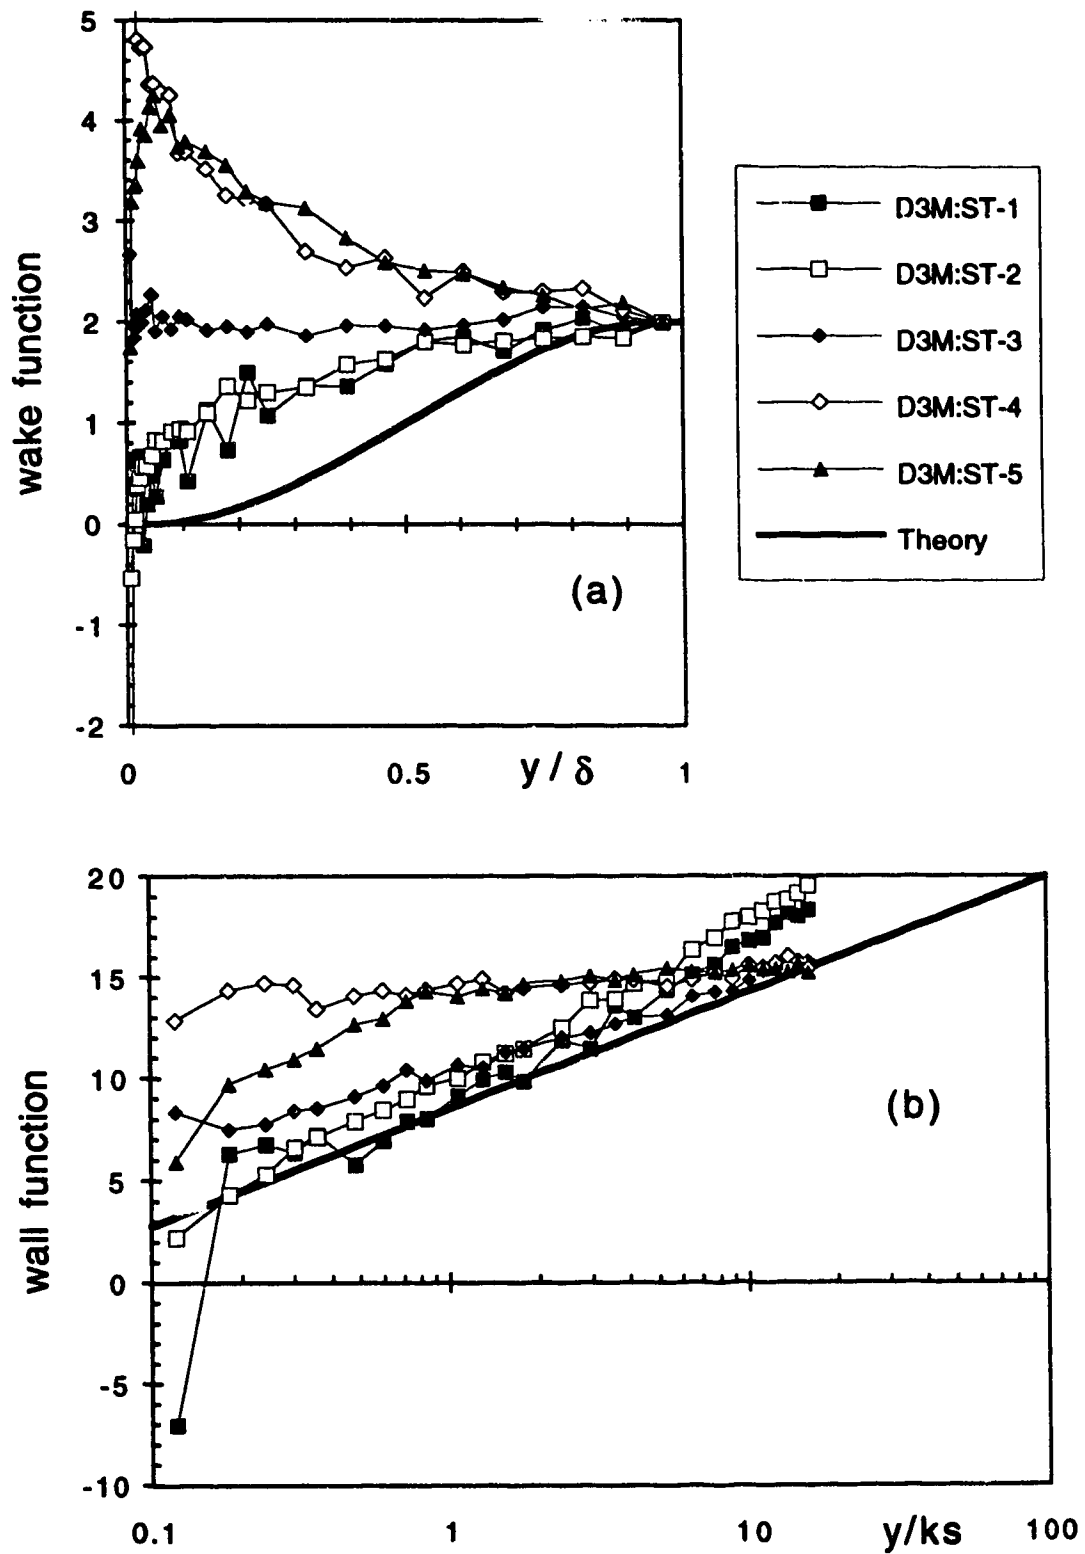 5
4
3
2
1
0
-1
-2
wake function
0
0.5
y / δ
1
(a)
D3M:ST-1
D3M:ST-2
D3M:ST-3
D3M:ST-4
D3M:ST-5
Theory
20
15
10
5
0
-5
-10
wall function
(b)
0.1
1
10
y/ks
100